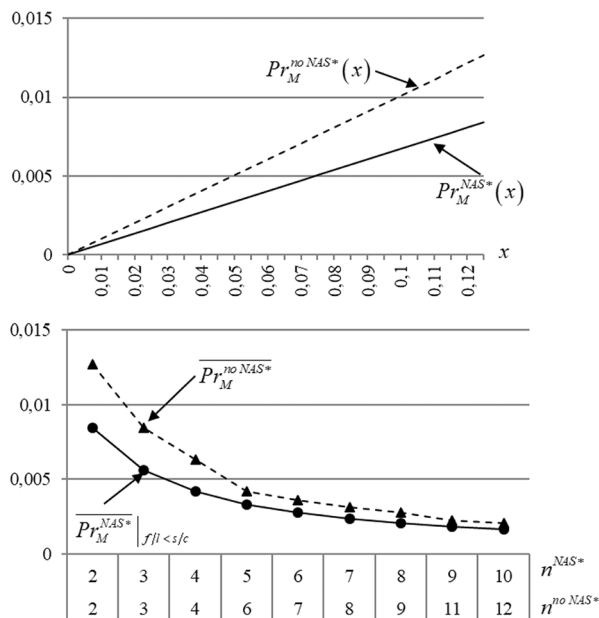 0,015
Pr_M^{no NAS*}(x)
0,01
0,005
Pr_M^{NAS*}(x)
0
0 0,01 0,02 0,03 0,04 0,05 0,06 0,07 0,08 0,09 0,1 0,11 0,12 x
0,015
Pr_M^{no NAS*}
0,01
0,005
Pr_M^{NAS*}|_{f/l<s/c}
0
2 3 4 5 6 7 8 9 10 n^{NAS*}
2 3 4 6 7 8 9 11 12 n^{no NAS*}